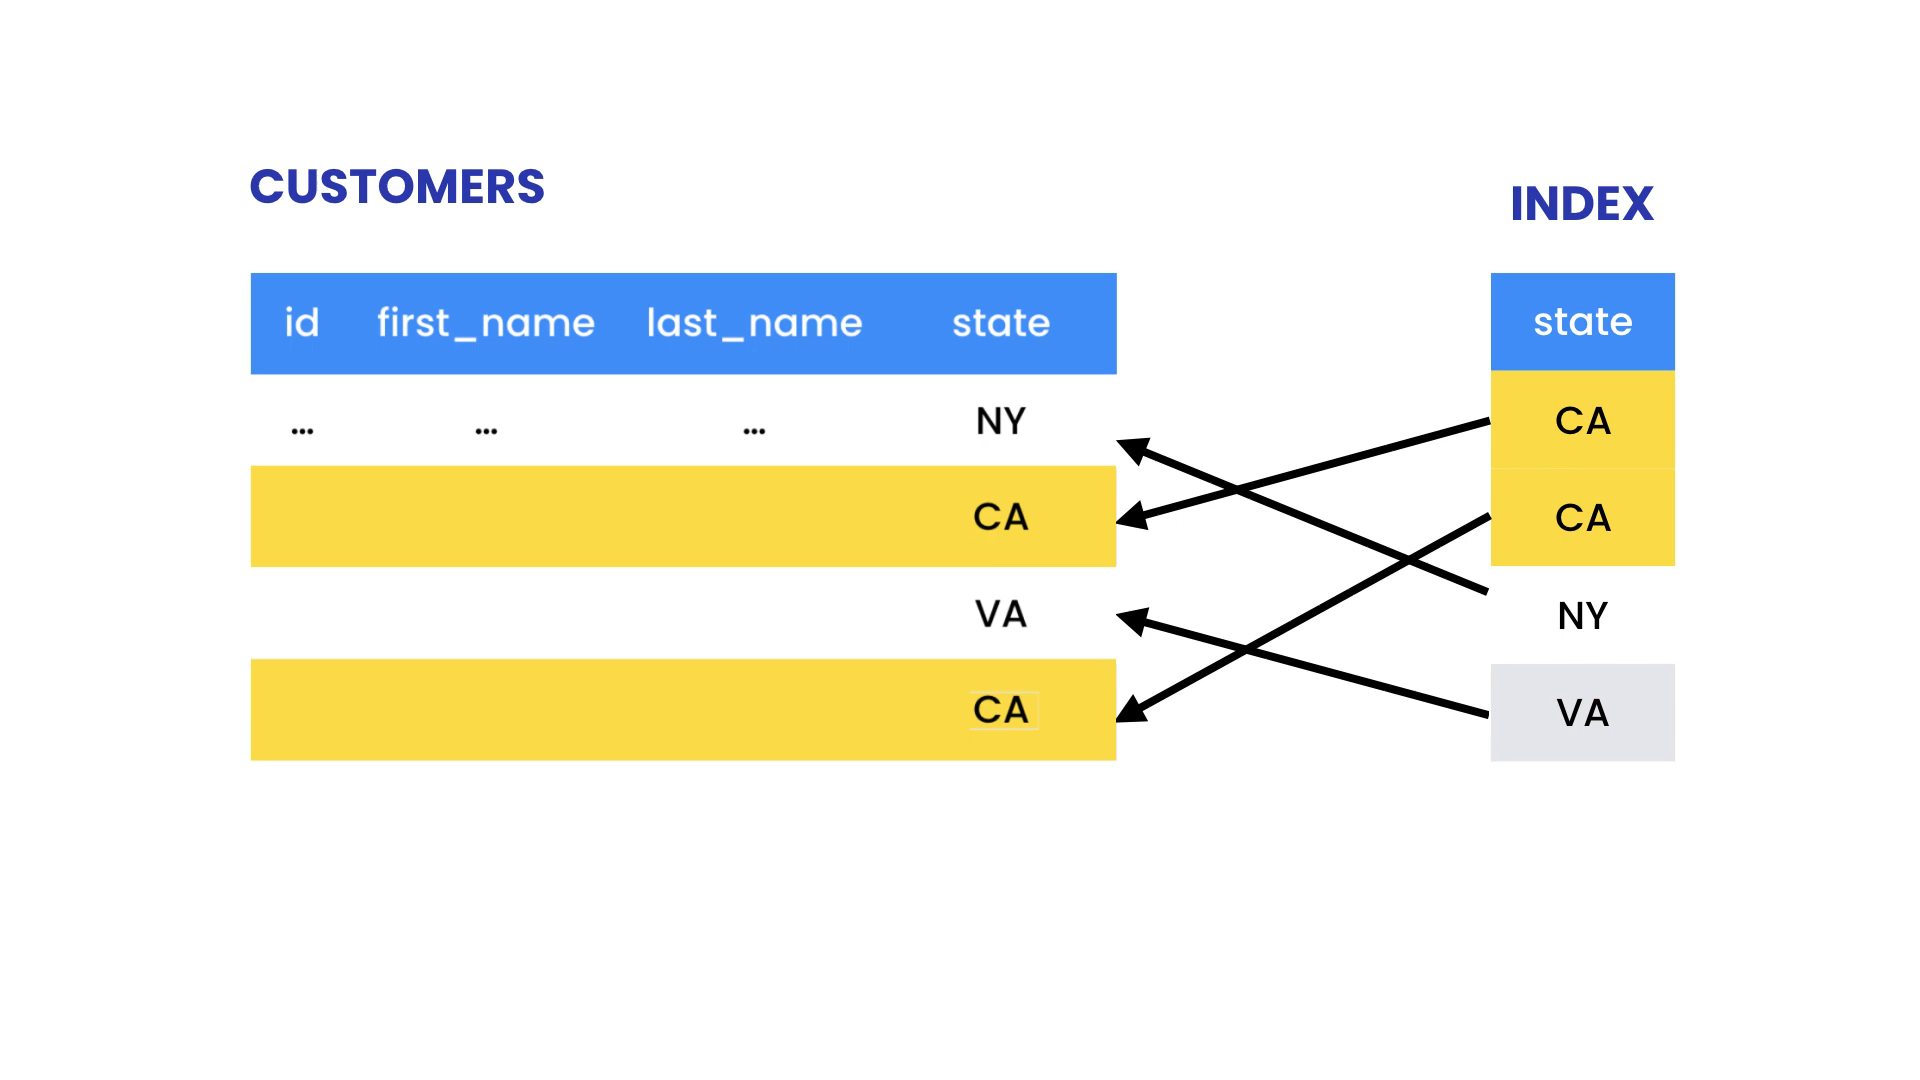 CUSTOMERS
id first_name last_name state
... ... ... NY
CA
VA
CA
INDEX
state
CA
CA
NY
VA